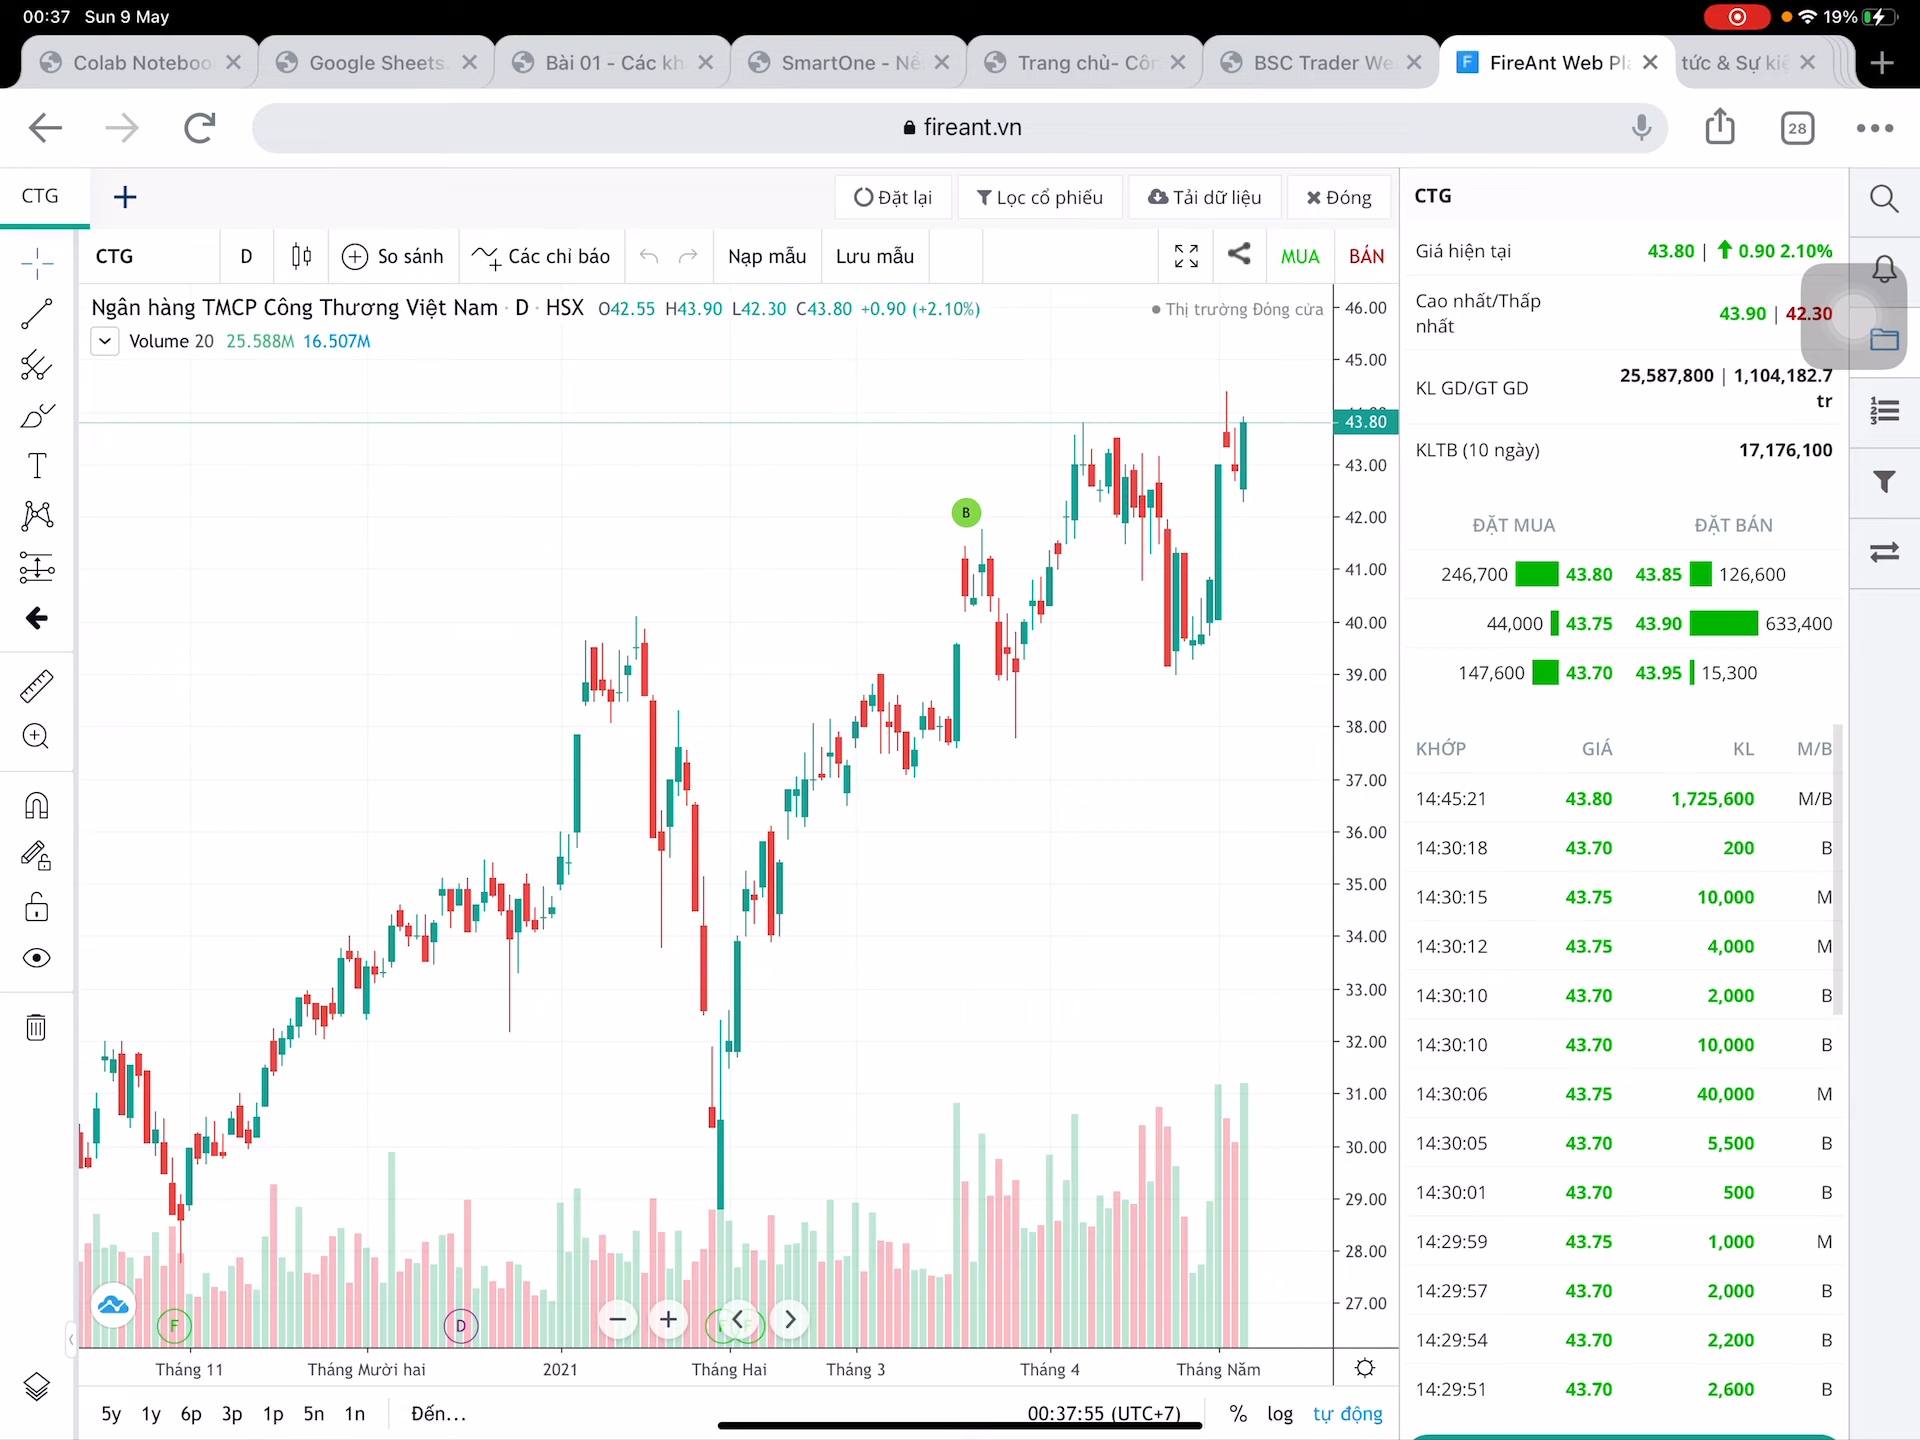 00:37 Sun 9 May
19%
Colab Noteboo
Google Sheets.
Bài 01 - Các kh
SmartOne - Nề
Trang chủ- Côn
BSC Trader We
FireAnt Web Pla
tức & Sự kiệ
fireant.vn
28
CTG
Đặt lại
Lọc cổ phiếu
Tải dữ liệu
Đóng
CTG
D
So sánh
Các chỉ báo
Nạp mẫu
Lưu mẫu
MUA
BÁN
Ngân hàng TMCP Công Thương Việt Nam · D · HSX O42.55 H43.90 L42.30 C43.80 +0.90 (+2.10%)
Thị trường Đóng cửa
Volume 20 25.588M 16.507M
46.00
45.00
43.80
43.00
42.00
41.00
40.00
39.00
38.00
37.00
36.00
35.00
34.00
33.00
32.00
31.00
30.00
29.00
28.00
27.00
B
F
D
Tháng 11
Tháng Mười hai
2021
Tháng Hai
Tháng 3
Tháng 4
Tháng Năm
5y 1y 6p 3p 1p 5n 1n Đến...
00:37:55 (UTC+7)
% log tự động
CTG
Giá hiện tại 43.80 | 0.90 2.10%
Cao nhất/Thấp
nhất 43.90 | 42.30
KL GD/GT GD 25,587,800 | 1,104,182.7
tr
KLTB (10 ngày) 17,176,100
ĐẶT MUA ĐẶT BÁN
246,700 43.80 43.85 126,600
44,000 43.75 43.90 633,400
147,600 43.70 43.95 15,300
KHỚP GIÁ KL M/B
14:45:21 43.80 1,725,600 M/B
14:30:18 43.70 200 B
14:30:15 43.75 10,000 M
14:30:12 43.75 4,000 M
14:30:10 43.70 2,000 B
14:30:10 43.70 10,000 B
14:30:06 43.75 40,000 M
14:30:05 43.70 5,500 B
14:30:01 43.70 500 B
14:29:59 43.75 1,000 M
14:29:57 43.70 2,000 B
14:29:54 43.70 2,200 B
14:29:51 43.70 2,600 B